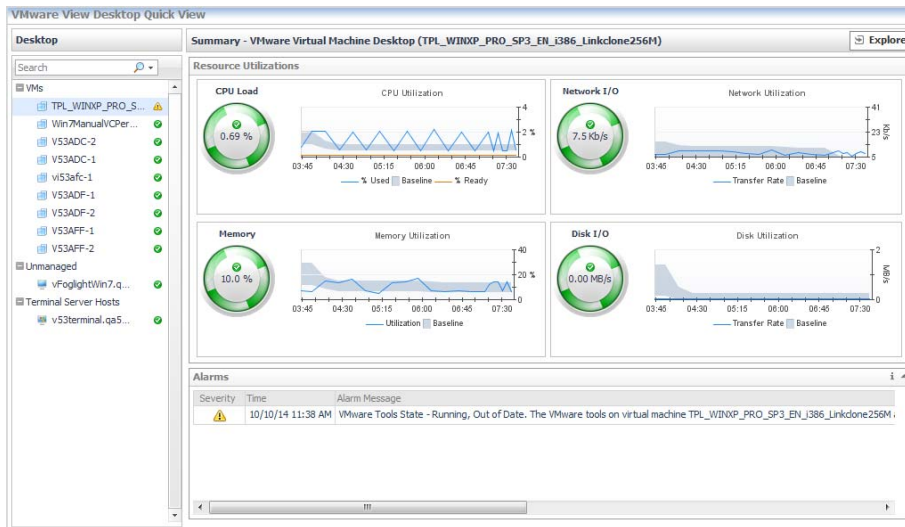 VMware View Desktop Quick View
Desktop
Summary - VMware Virtual Machine Desktop (TPL_WINXP_PRO_SP3_EN_i386_Linkclone256M)
Explore
Search
Resource Utilizations
VMs
TPL_WINXP_PRO_S...
Win7ManualVCPer...
V53ADC-2
V53ADC-1
vi53afc-1
V53ADF-1
V53ADF-2
V53AFF-1
V53AFF-2
Unmanaged
vFoglightWin7.q...
Terminal Server Hosts
v53terminal.qa5...
CPU Load
0.69 %
CPU Utilization
4
2 %
0
03:45 04:30 05:15 06:00 06:45 07:30
% Used Baseline % Ready
Network I/O
7.5 Kb/s
Network Utilization
41
23
5
Kb/s
03:45 04:30 05:15 06:00 06:45 07:30
Transfer Rate Baseline
Memory
10.0 %
Memory Utilization
40
20 %
0
03:45 04:30 05:15 06:00 06:45 07:30
Utilization Baseline
Disk I/O
0.00 MB/s
Disk Utilization
2
0
MB/s
03:45 04:30 05:15 06:00 06:45 07:30
Transfer Rate Baseline
Alarms
Severity Time Alarm Message
10/10/14 11:38 AM VMware Tools State - Running, Out of Date. The VMware tools on virtual machine TPL_WINXP_PRO_SP3_EN_i386_Linkclone256M